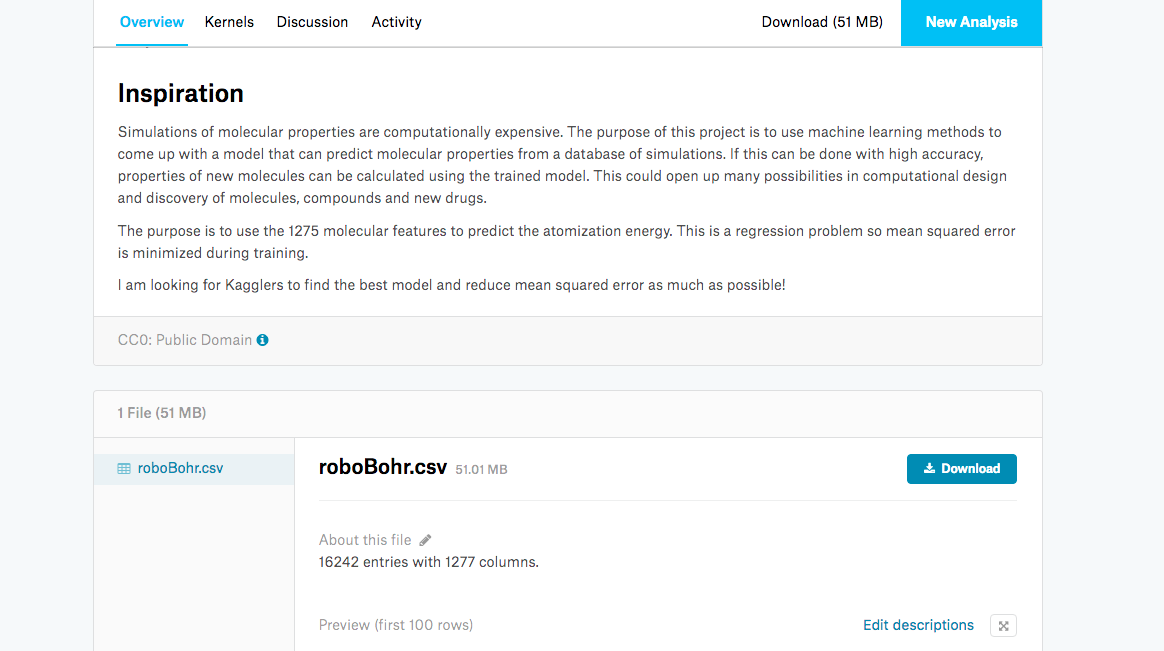 Overview Kernels Discussion Activity Download (51 MB) New Analysis
Inspiration
Simulations of molecular properties are computationally expensive. The purpose of this project is to use machine learning methods to
come up with a model that can predict molecular properties from a database of simulations. If this can be done with high accuracy,
properties of new molecules can be calculated using the trained model. This could open up many possibilities in computational design
and discovery of molecules, compounds and new drugs.
The purpose is to use the 1275 molecular features to predict the atomization energy. This is a regression problem so mean squared error
is minimized during training.
I am looking for Kagglers to find the best model and reduce mean squared error as much as possible!
CC0: Public Domain
1 File (51 MB)
roboBohr.csv
roboBohr.csv 51.01 MB Download
About this file
16242 entries with 1277 columns.
Preview (first 100 rows) Edit descriptions